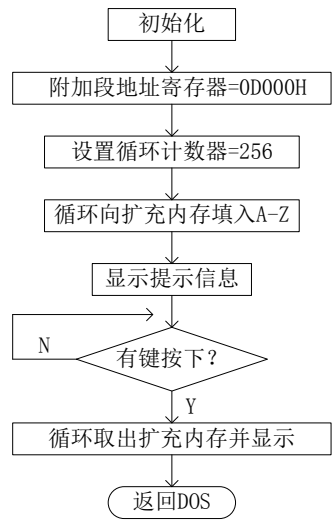 初始化
附加段地址寄存器=0D000H
设置循环计数器=256
循环向扩充内存填入A-Z
显示提示信息
N
有键按下?
Y
循环取出扩充内存并显示
返回DOS